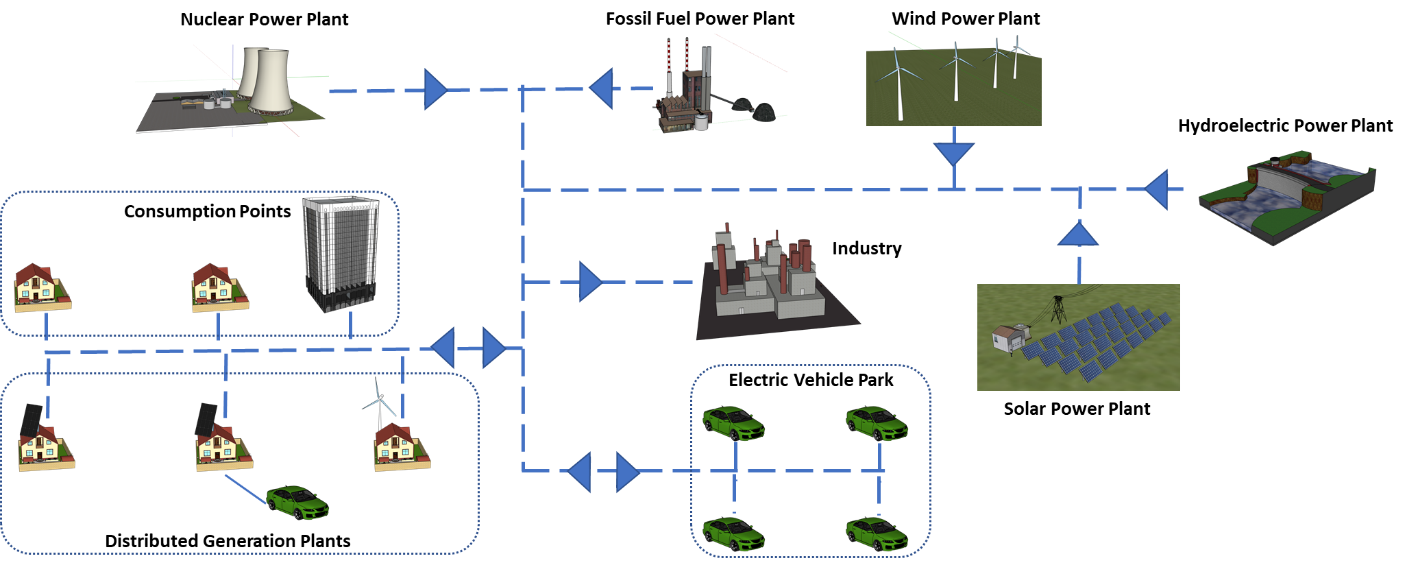 Nuclear Power Plant
Fossil Fuel Power Plant
Wind Power Plant
Hydroelectric Power Plant
Consumption Points
Industry
Electric Vehicle Park
Solar Power Plant
Distributed Generation Plants